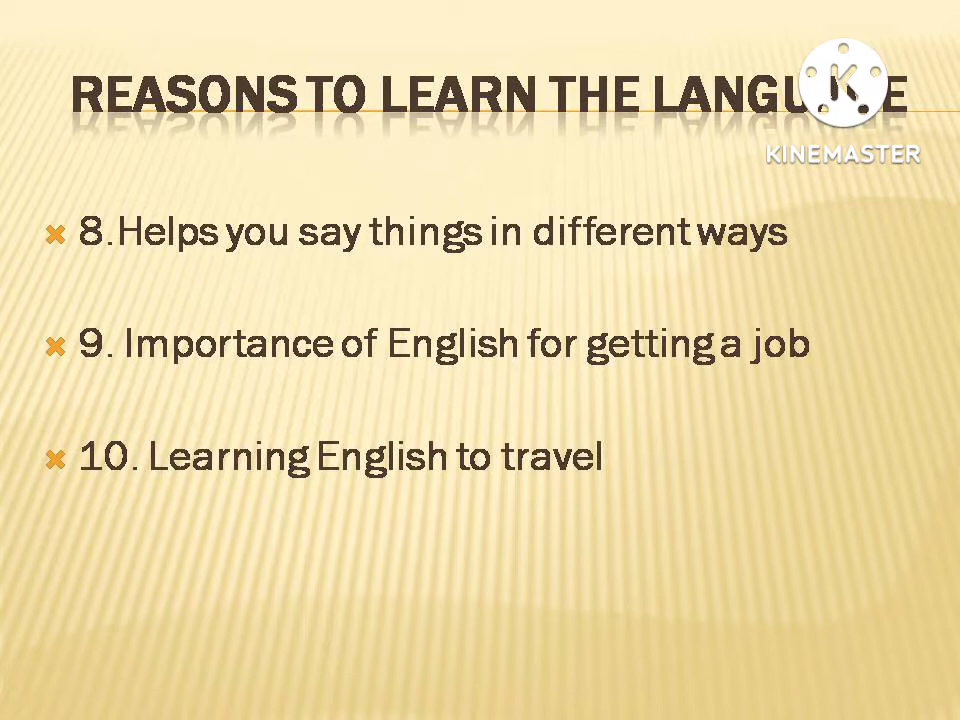 REASONS TO LEARN THE LANGUAGE
KINEMASTER
8.Helps you say things in different ways
9. Importance of English for getting a job
10. Learning English to travel